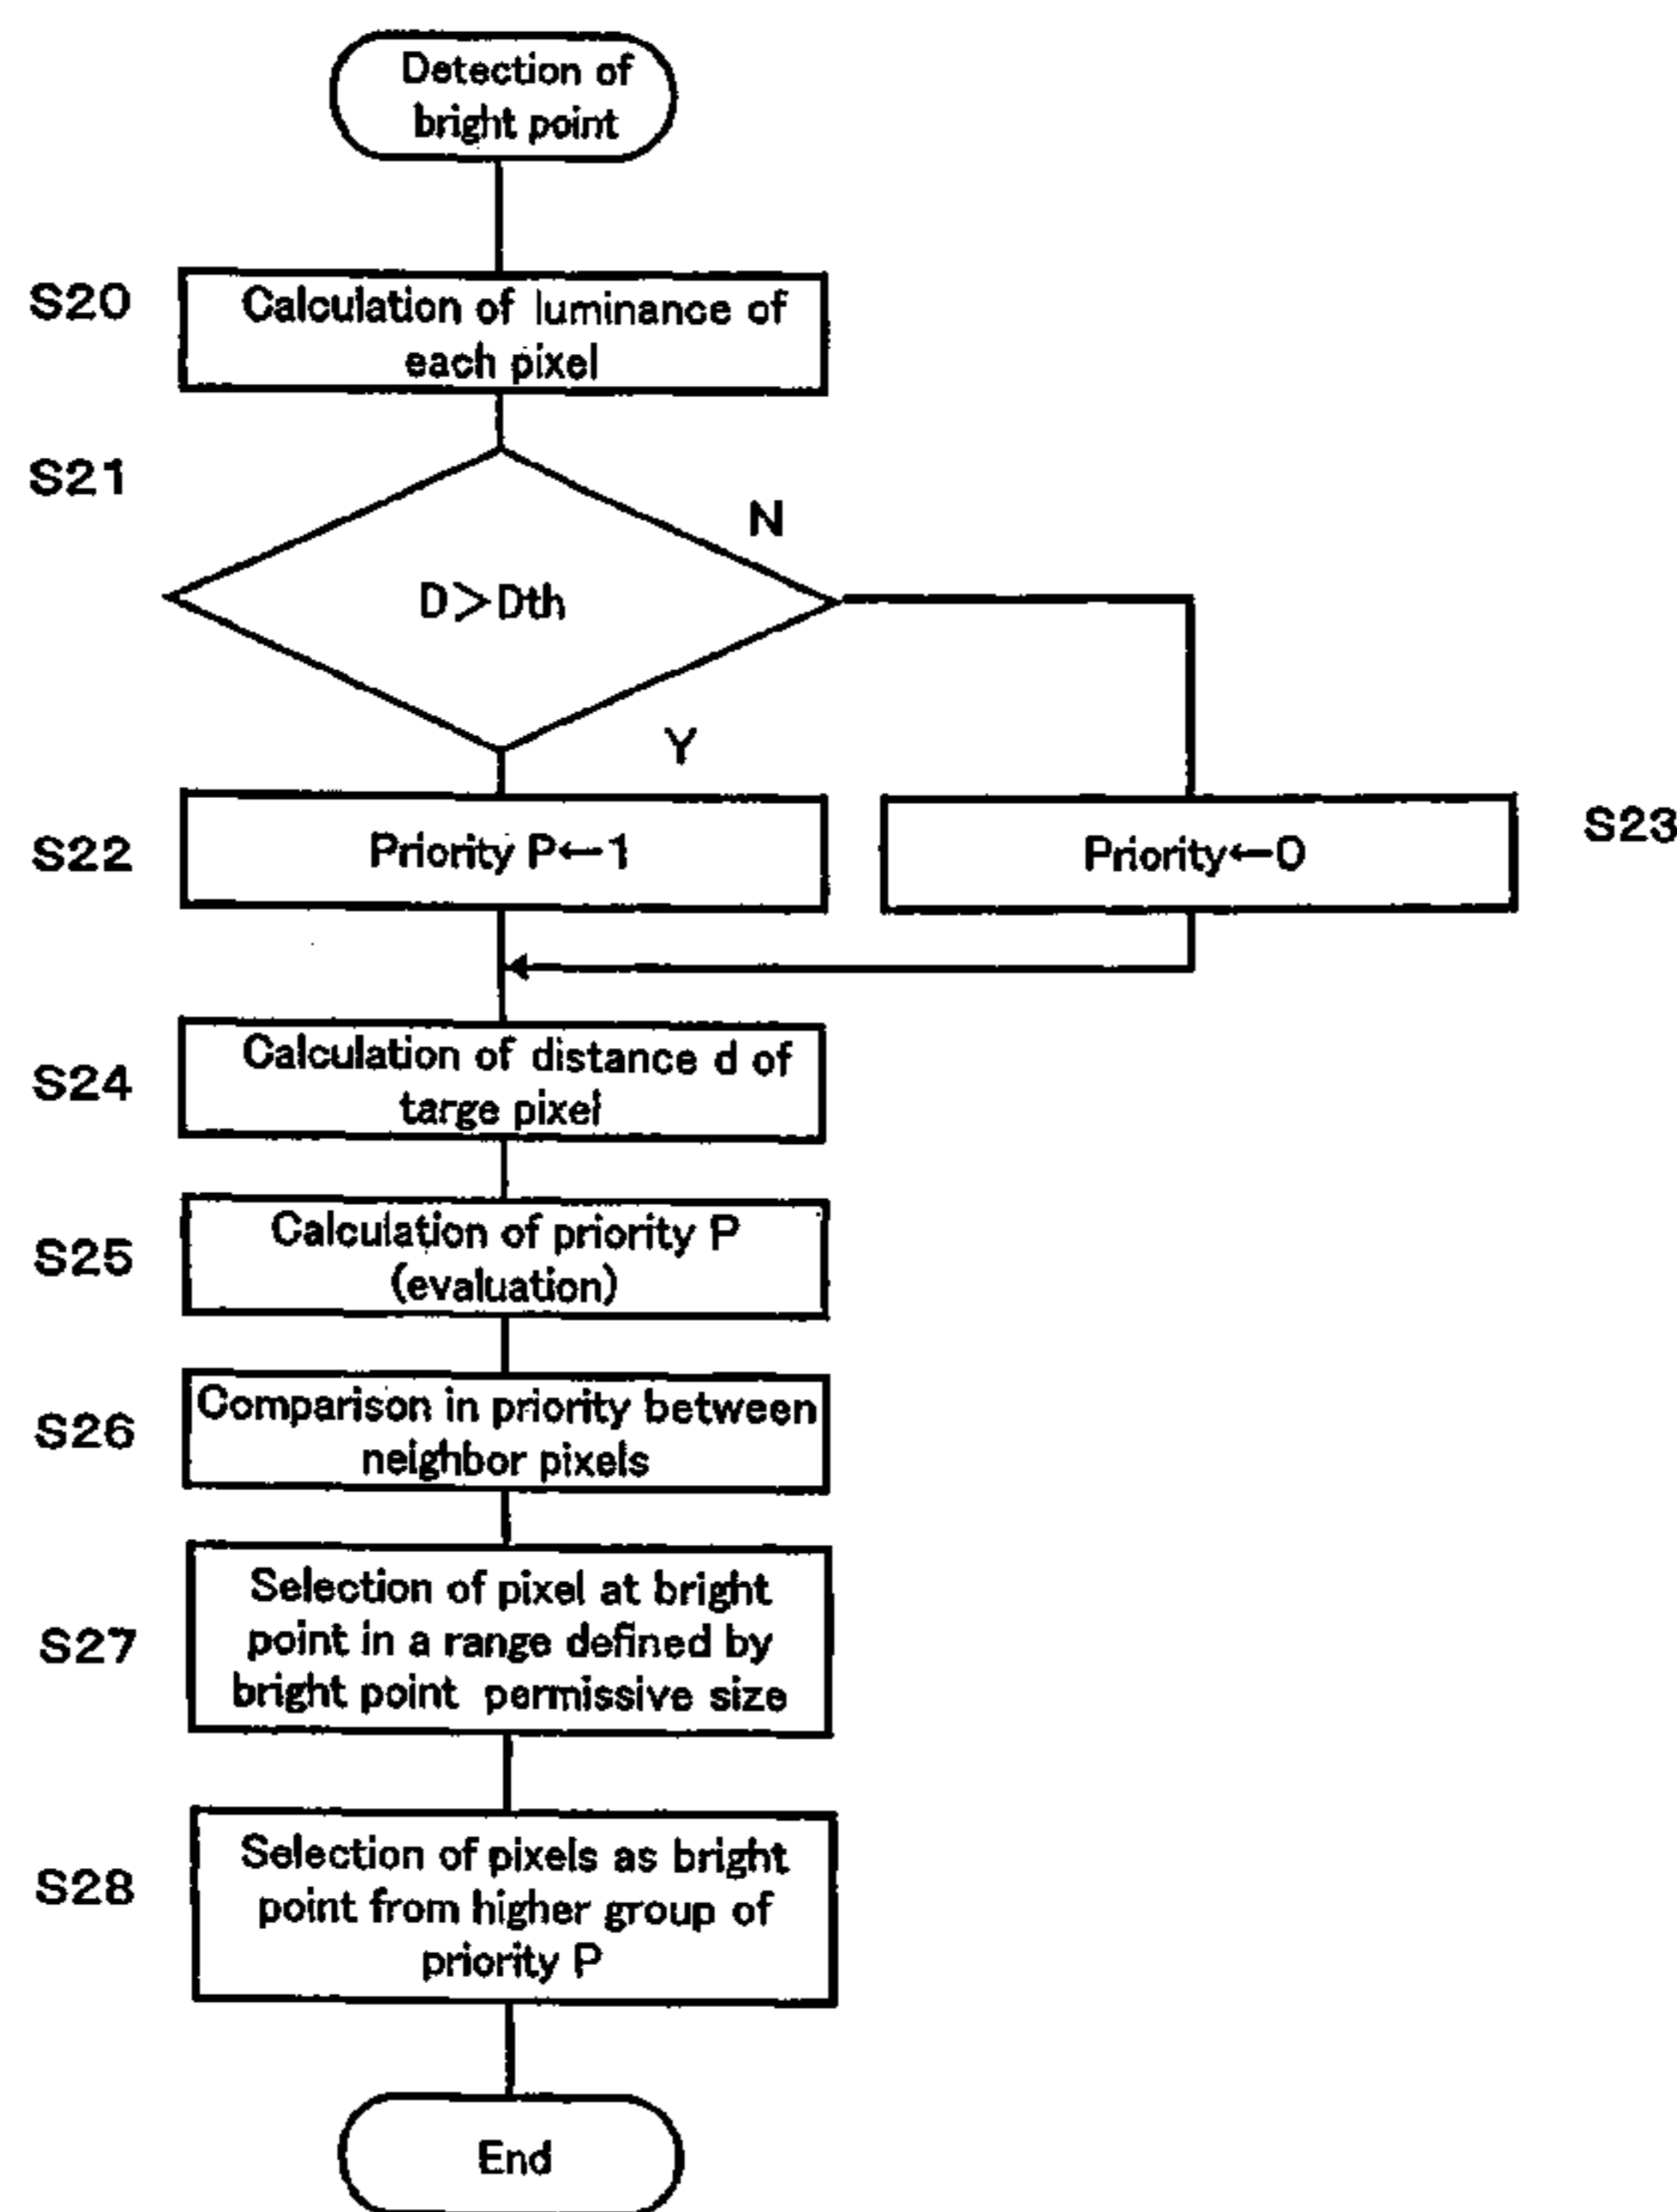 Detection of
bright point
S20
Calculation of luminance of
each pixel
S21
N
D>Dth
Y
S22
Priority P←1
Priority←0
S23
S24
Calculation of distance d of
targe pixel
S25
Calculation of priority P
(evaluation)
S26
Comparison in priority between
neighbor pixels
S27
Selection of pixel at bright
point in a range defined by
bright point permissive size
S28
Selection of pixels as bright
point from higher group of
priority P
End